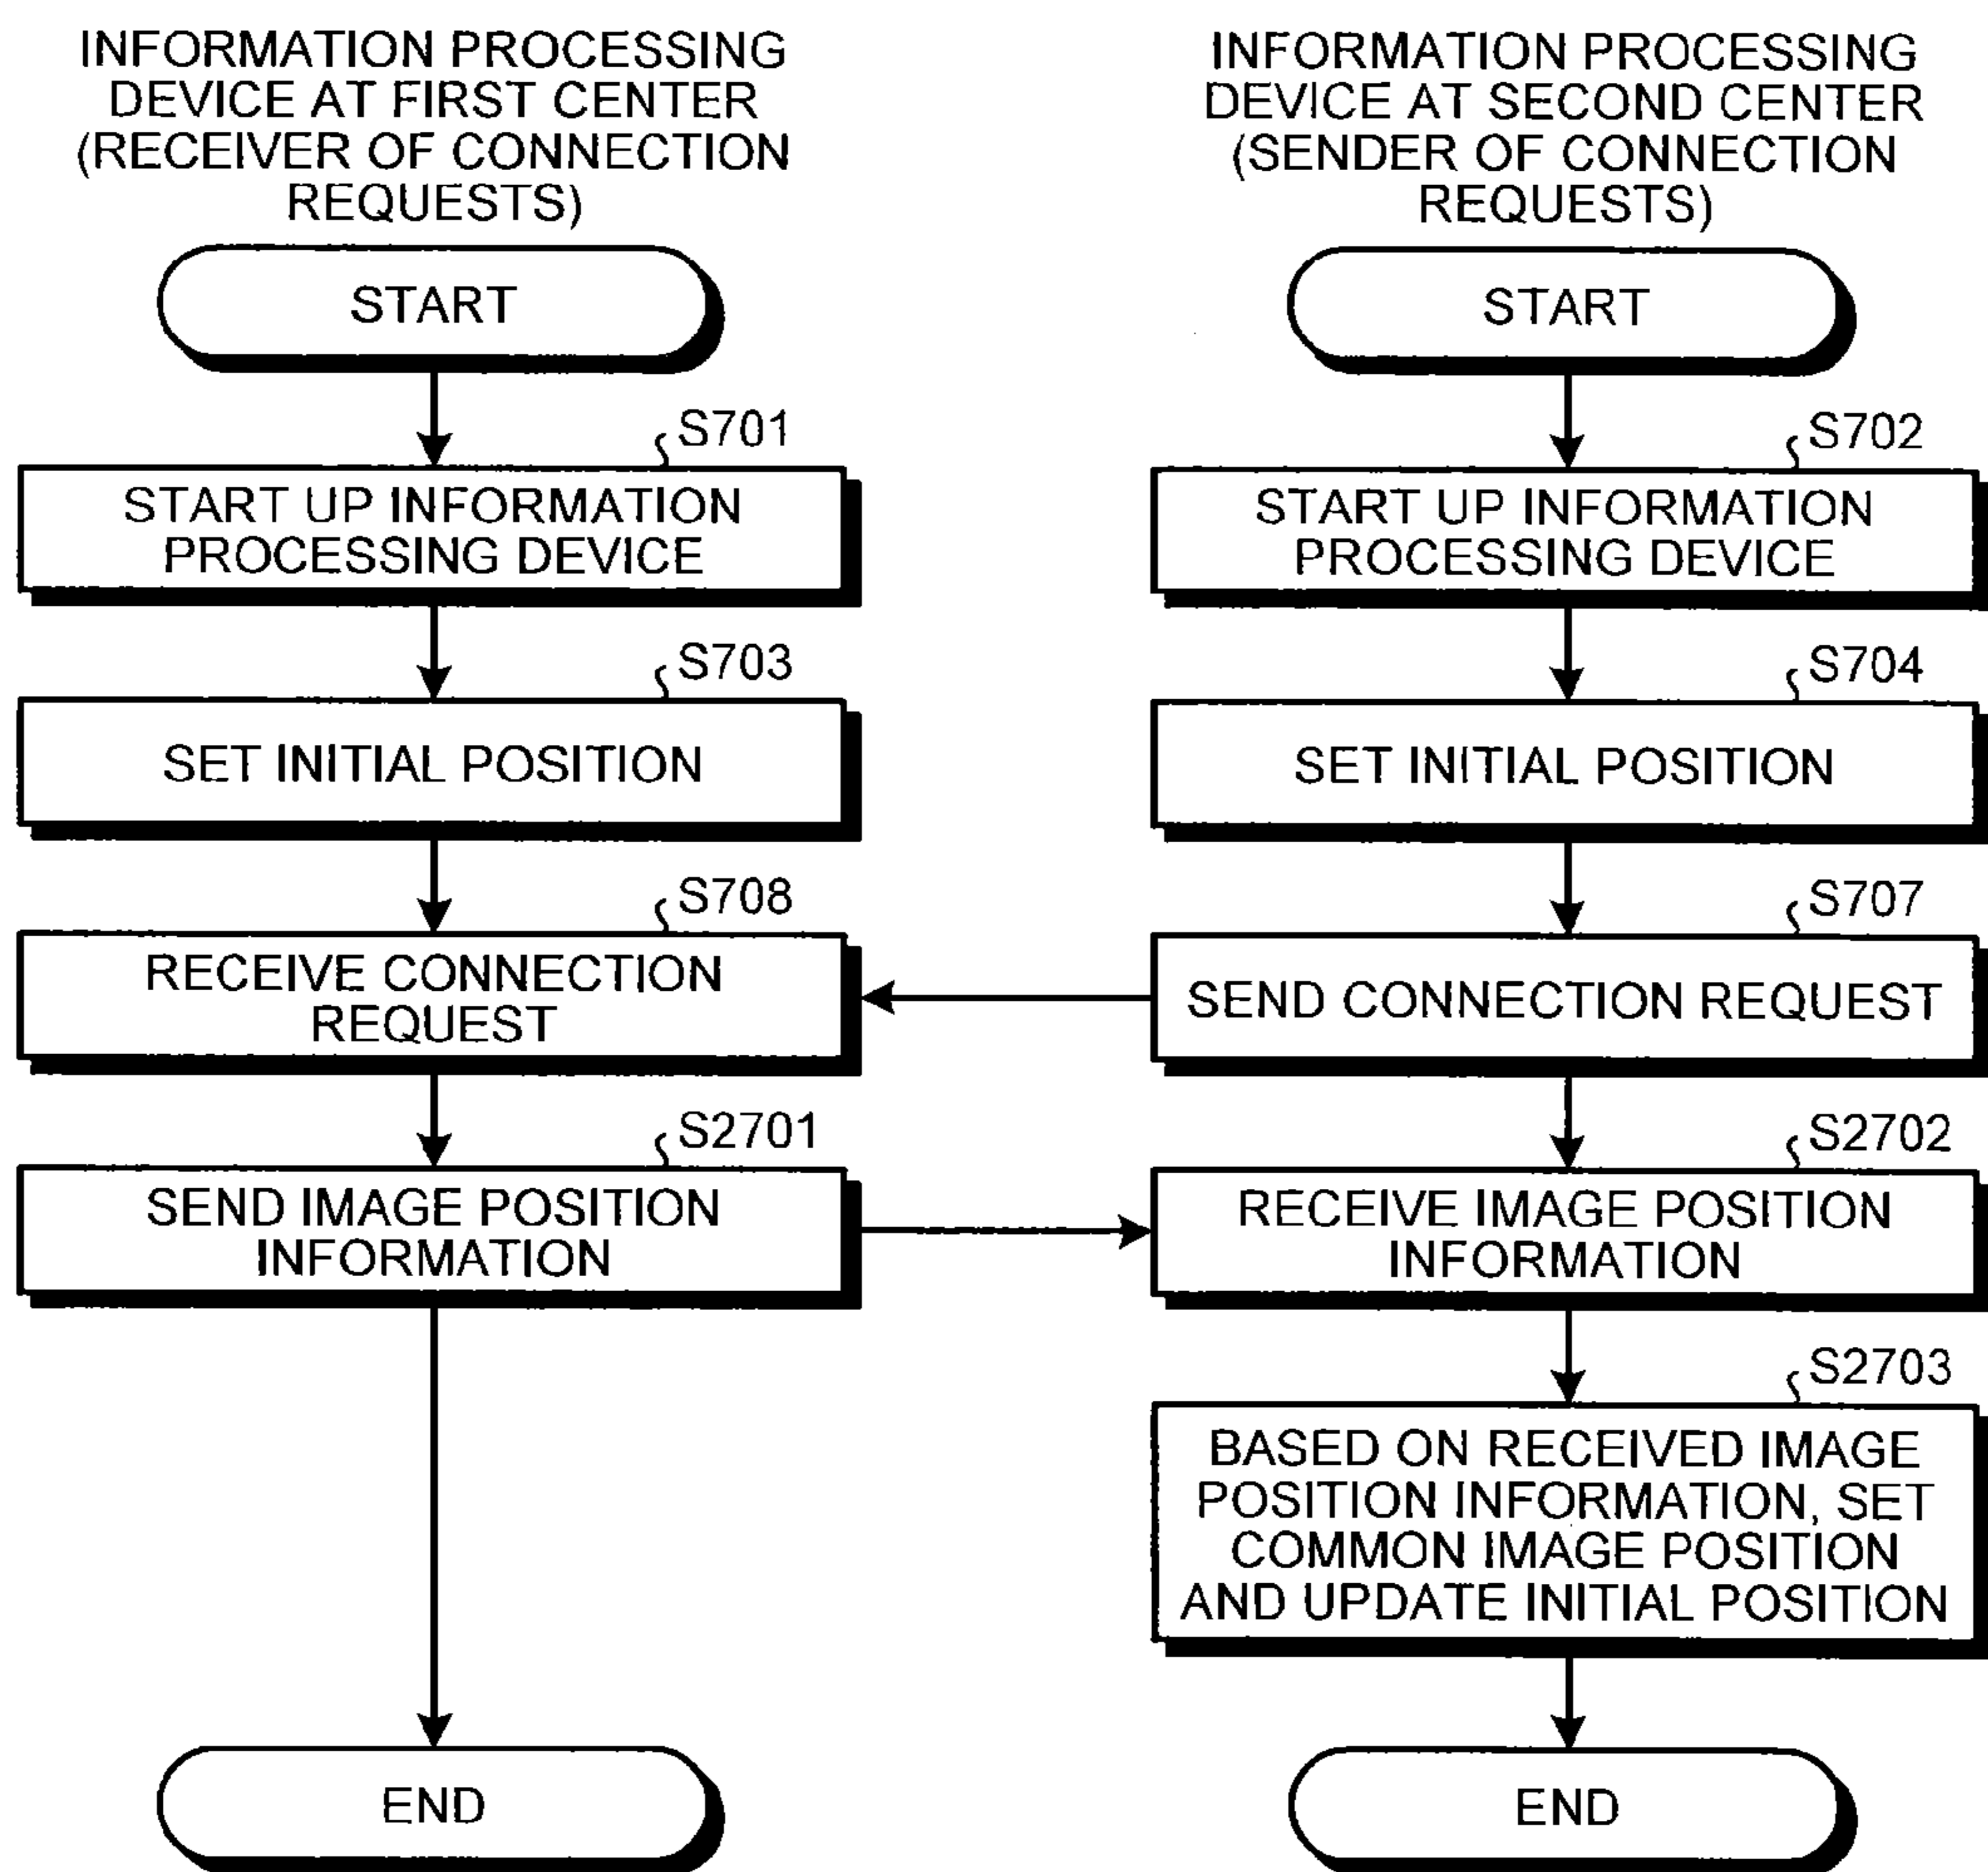 INFORMATION PROCESSING
DEVICE AT FIRST CENTER
(RECEIVER OF CONNECTION
REQUESTS)
START
S701
START UP INFORMATION
PROCESSING DEVICE
S703
SET INITIAL POSITION
S708
RECEIVE CONNECTION
REQUEST
S2701
SEND IMAGE POSITION
INFORMATION
END
INFORMATION PROCESSING
DEVICE AT SECOND CENTER
(SENDER OF CONNECTION
REQUESTS)
START
S702
START UP INFORMATION
PROCESSING DEVICE
S704
SET INITIAL POSITION
S707
SEND CONNECTION REQUEST
S2702
RECEIVE IMAGE POSITION
INFORMATION
S2703
BASED ON RECEIVED IMAGE
POSITION INFORMATION, SET
COMMON IMAGE POSITION
AND UPDATE INITIAL POSITION
END